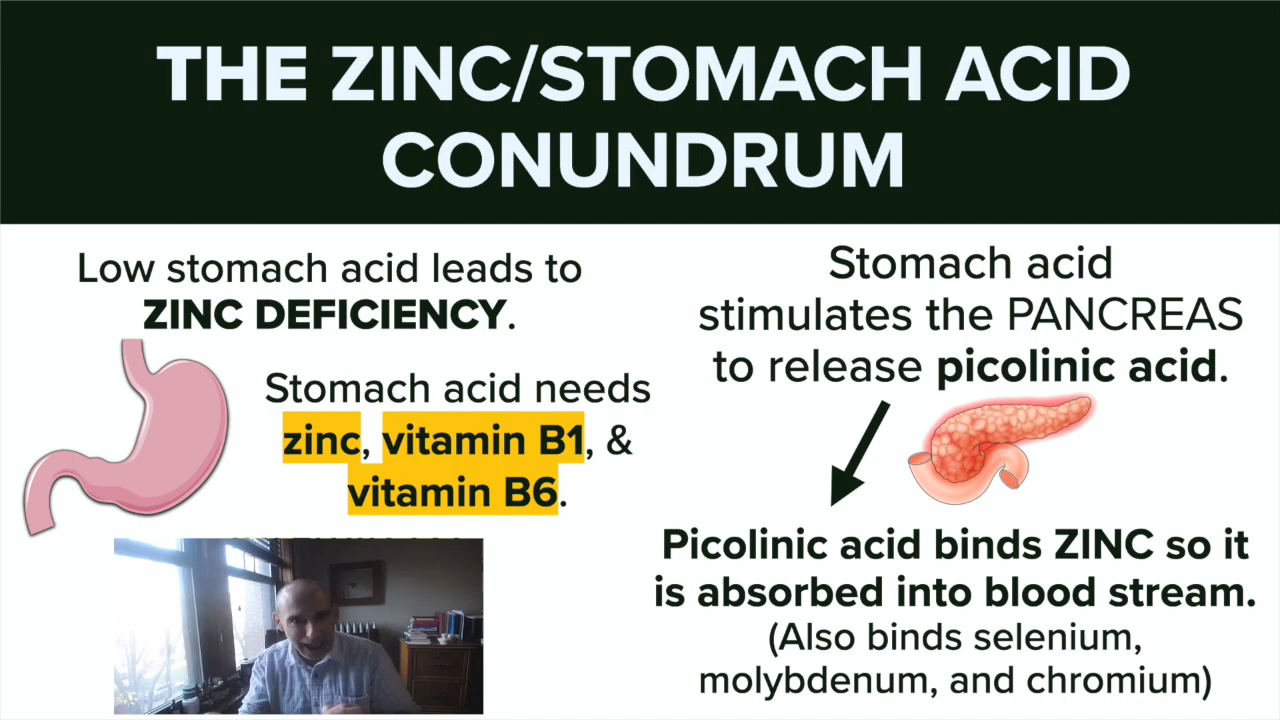 THE ZINC/STOMACH ACID
CONUNDRUM
Low stomach acid leads to
ZINC DEFICIENCY.
Stomach acid needs
zinc, vitamin B1, &
vitamin B6.
Stomach acid
stimulates the PANCREAS
to release picolinic acid.
Picolinic acid binds ZINC so it
is absorbed into blood stream.
(Also binds selenium,
molybdenum, and chromium)